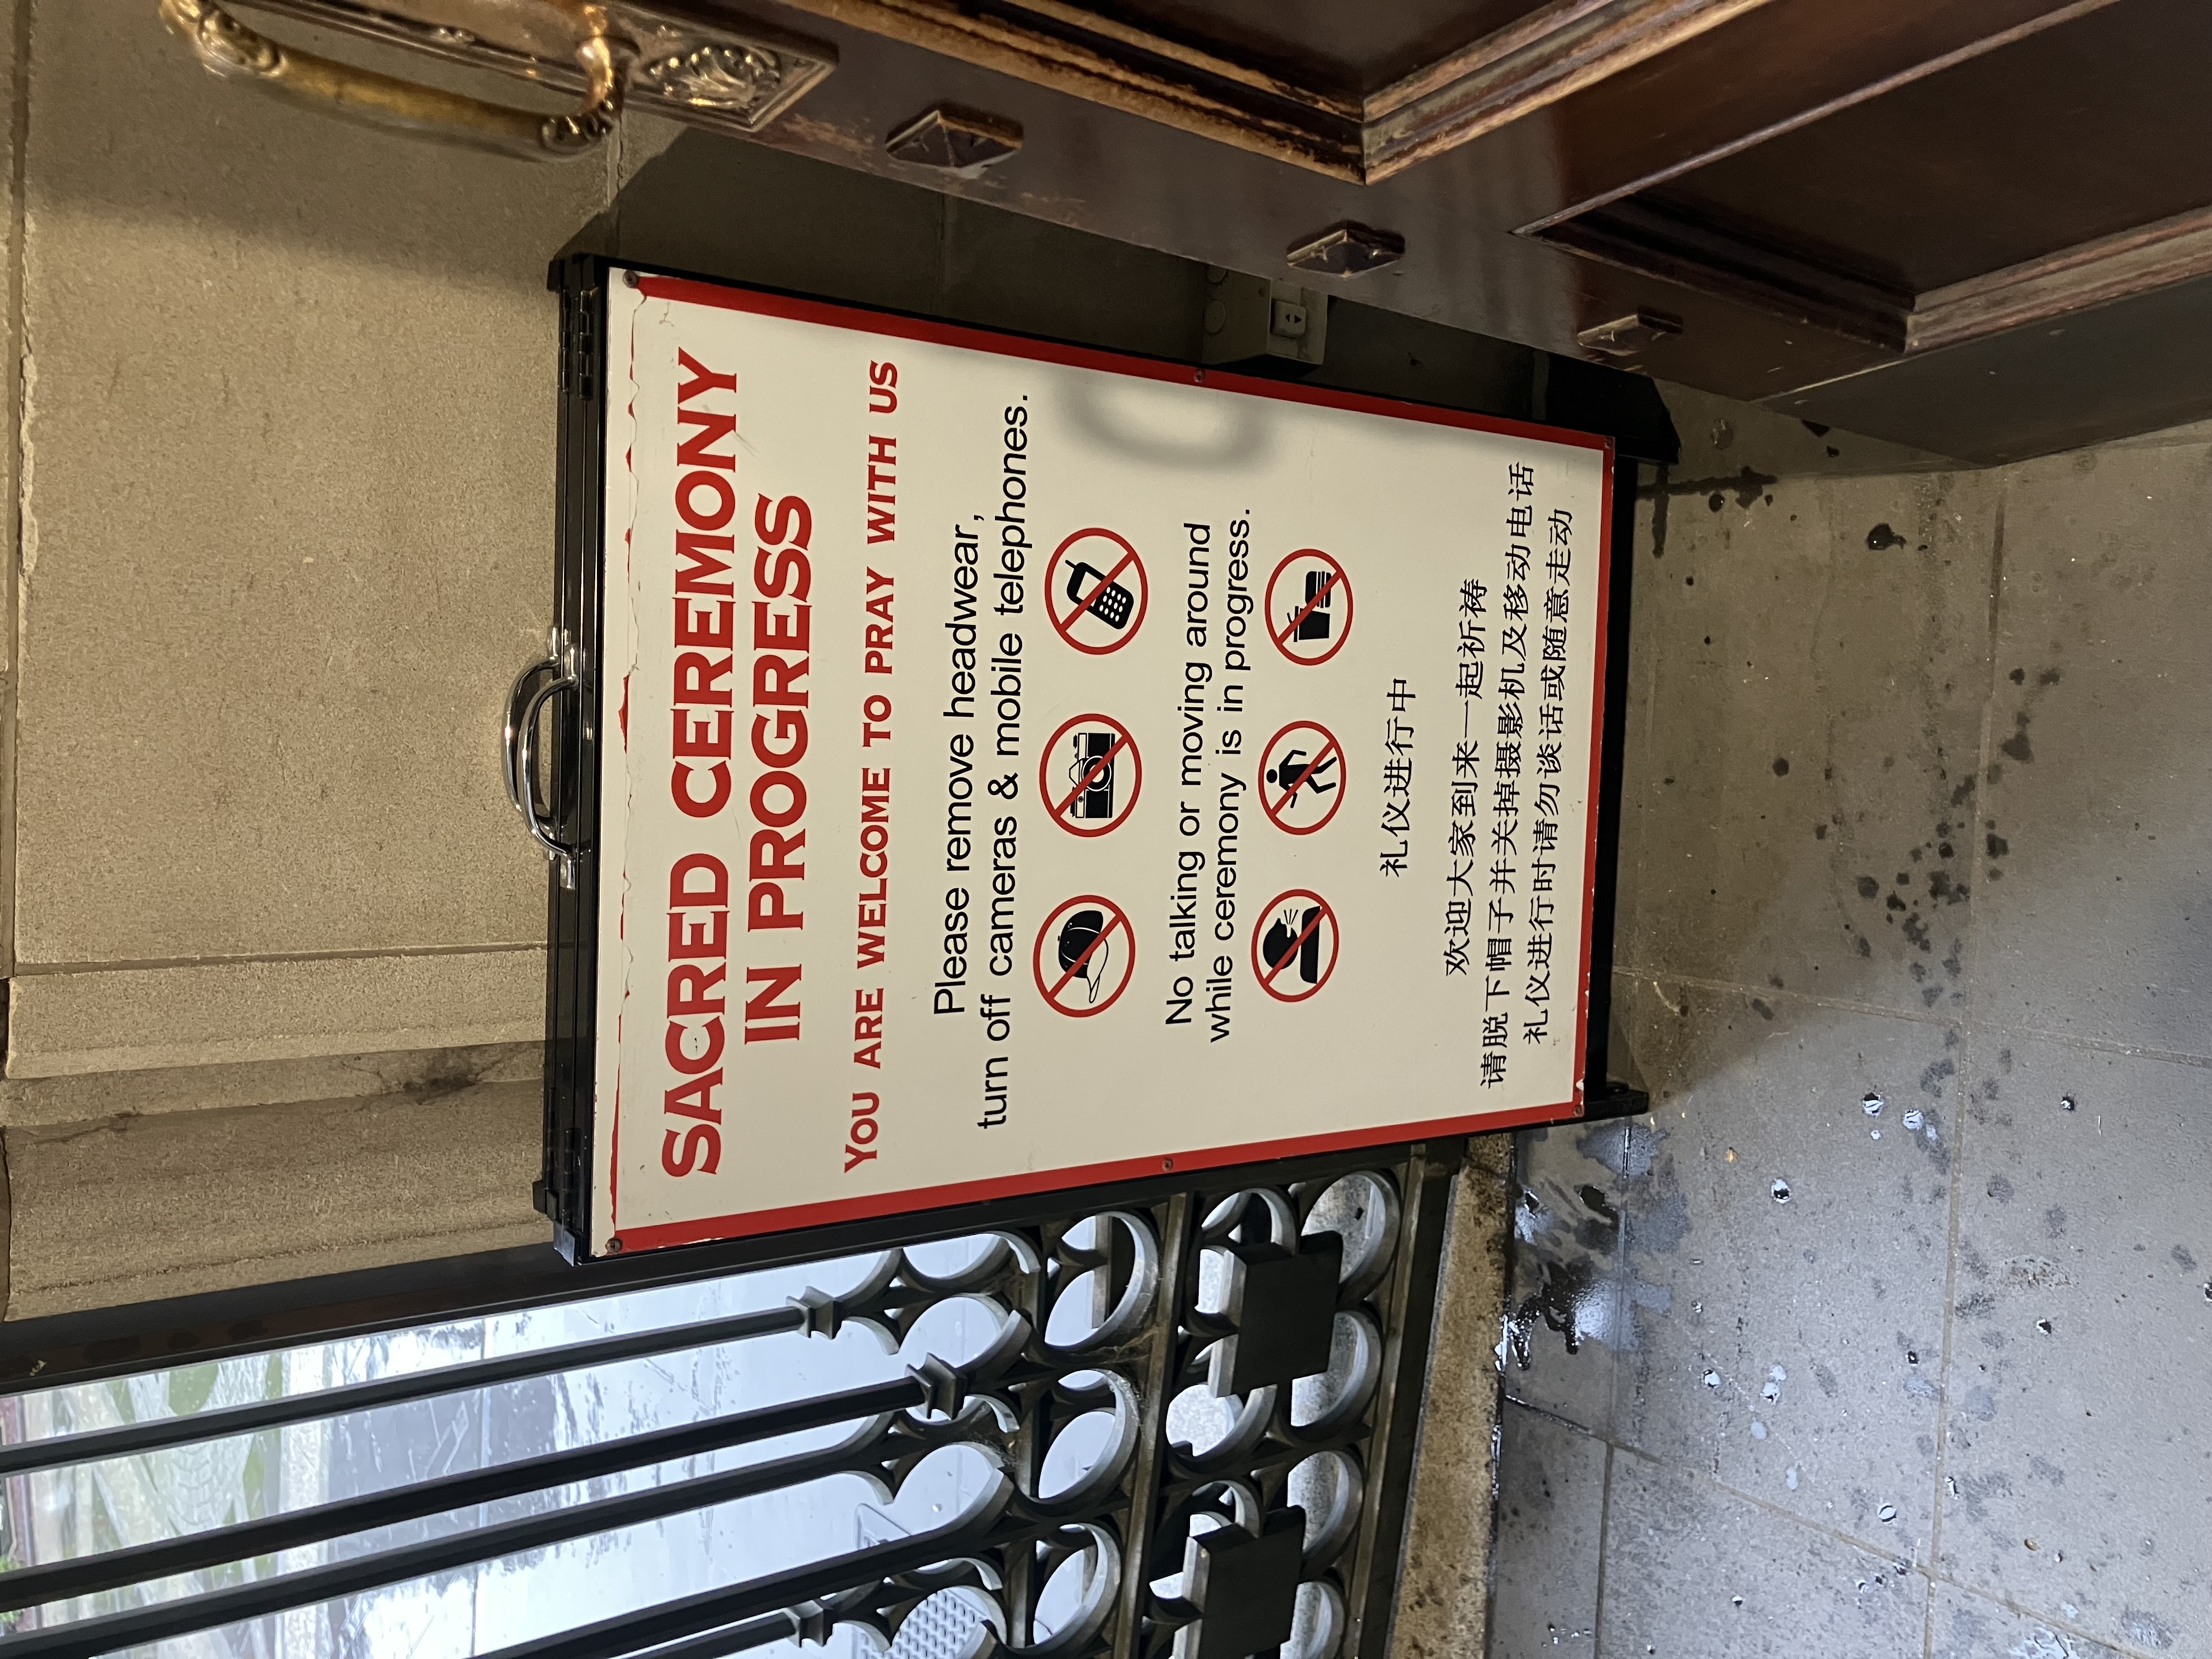 SACRED CEREMONY
IN PROGRESS
YOU ARE WELCOME TO PRAY WITH US
Please remove headwear,
turn off cameras & mobile telephones.
No talking or moving around
while ceremony is in progress.
礼仪进行中
欢迎大家到来一起祈祷
请脱下帽子并关掉摄影机及移动电话
礼仪进行时请勿谈话或随意走动